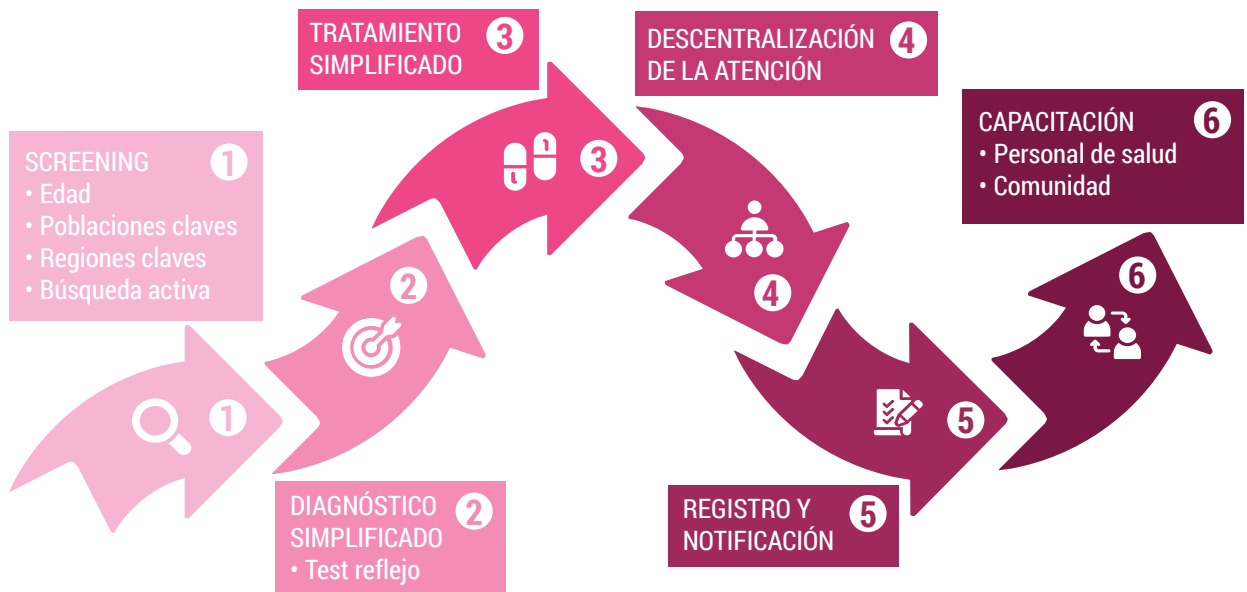 SCREENING 1
• Edad
• Poblaciones claves
• Regiones claves
• Búsqueda activa
1
DIAGNÓSTICO 2
SIMPLIFICADO
• Test reflejo
2
TRATAMIENTO 3
SIMPLIFICADO
3
DESCENTRALIZACIÓN 4
DE LA ATENCIÓN
4
REGISTRO Y 5
NOTIFICACIÓN
5
CAPACITACIÓN 6
• Personal de salud
• Comunidad
6